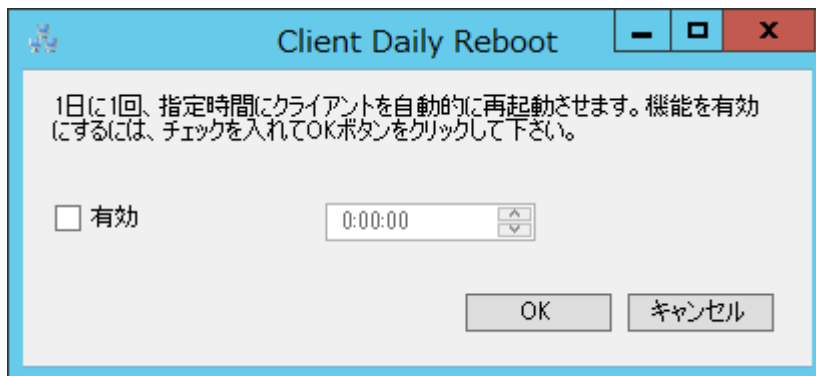 Client Daily Reboot
1日に1回、指定時間にクライアントを自動的に再起動させます。機能を有効
にするには、チェックを入れてOKボタンをクリックして下さい。
有効 0:00:00
OK キャンセル